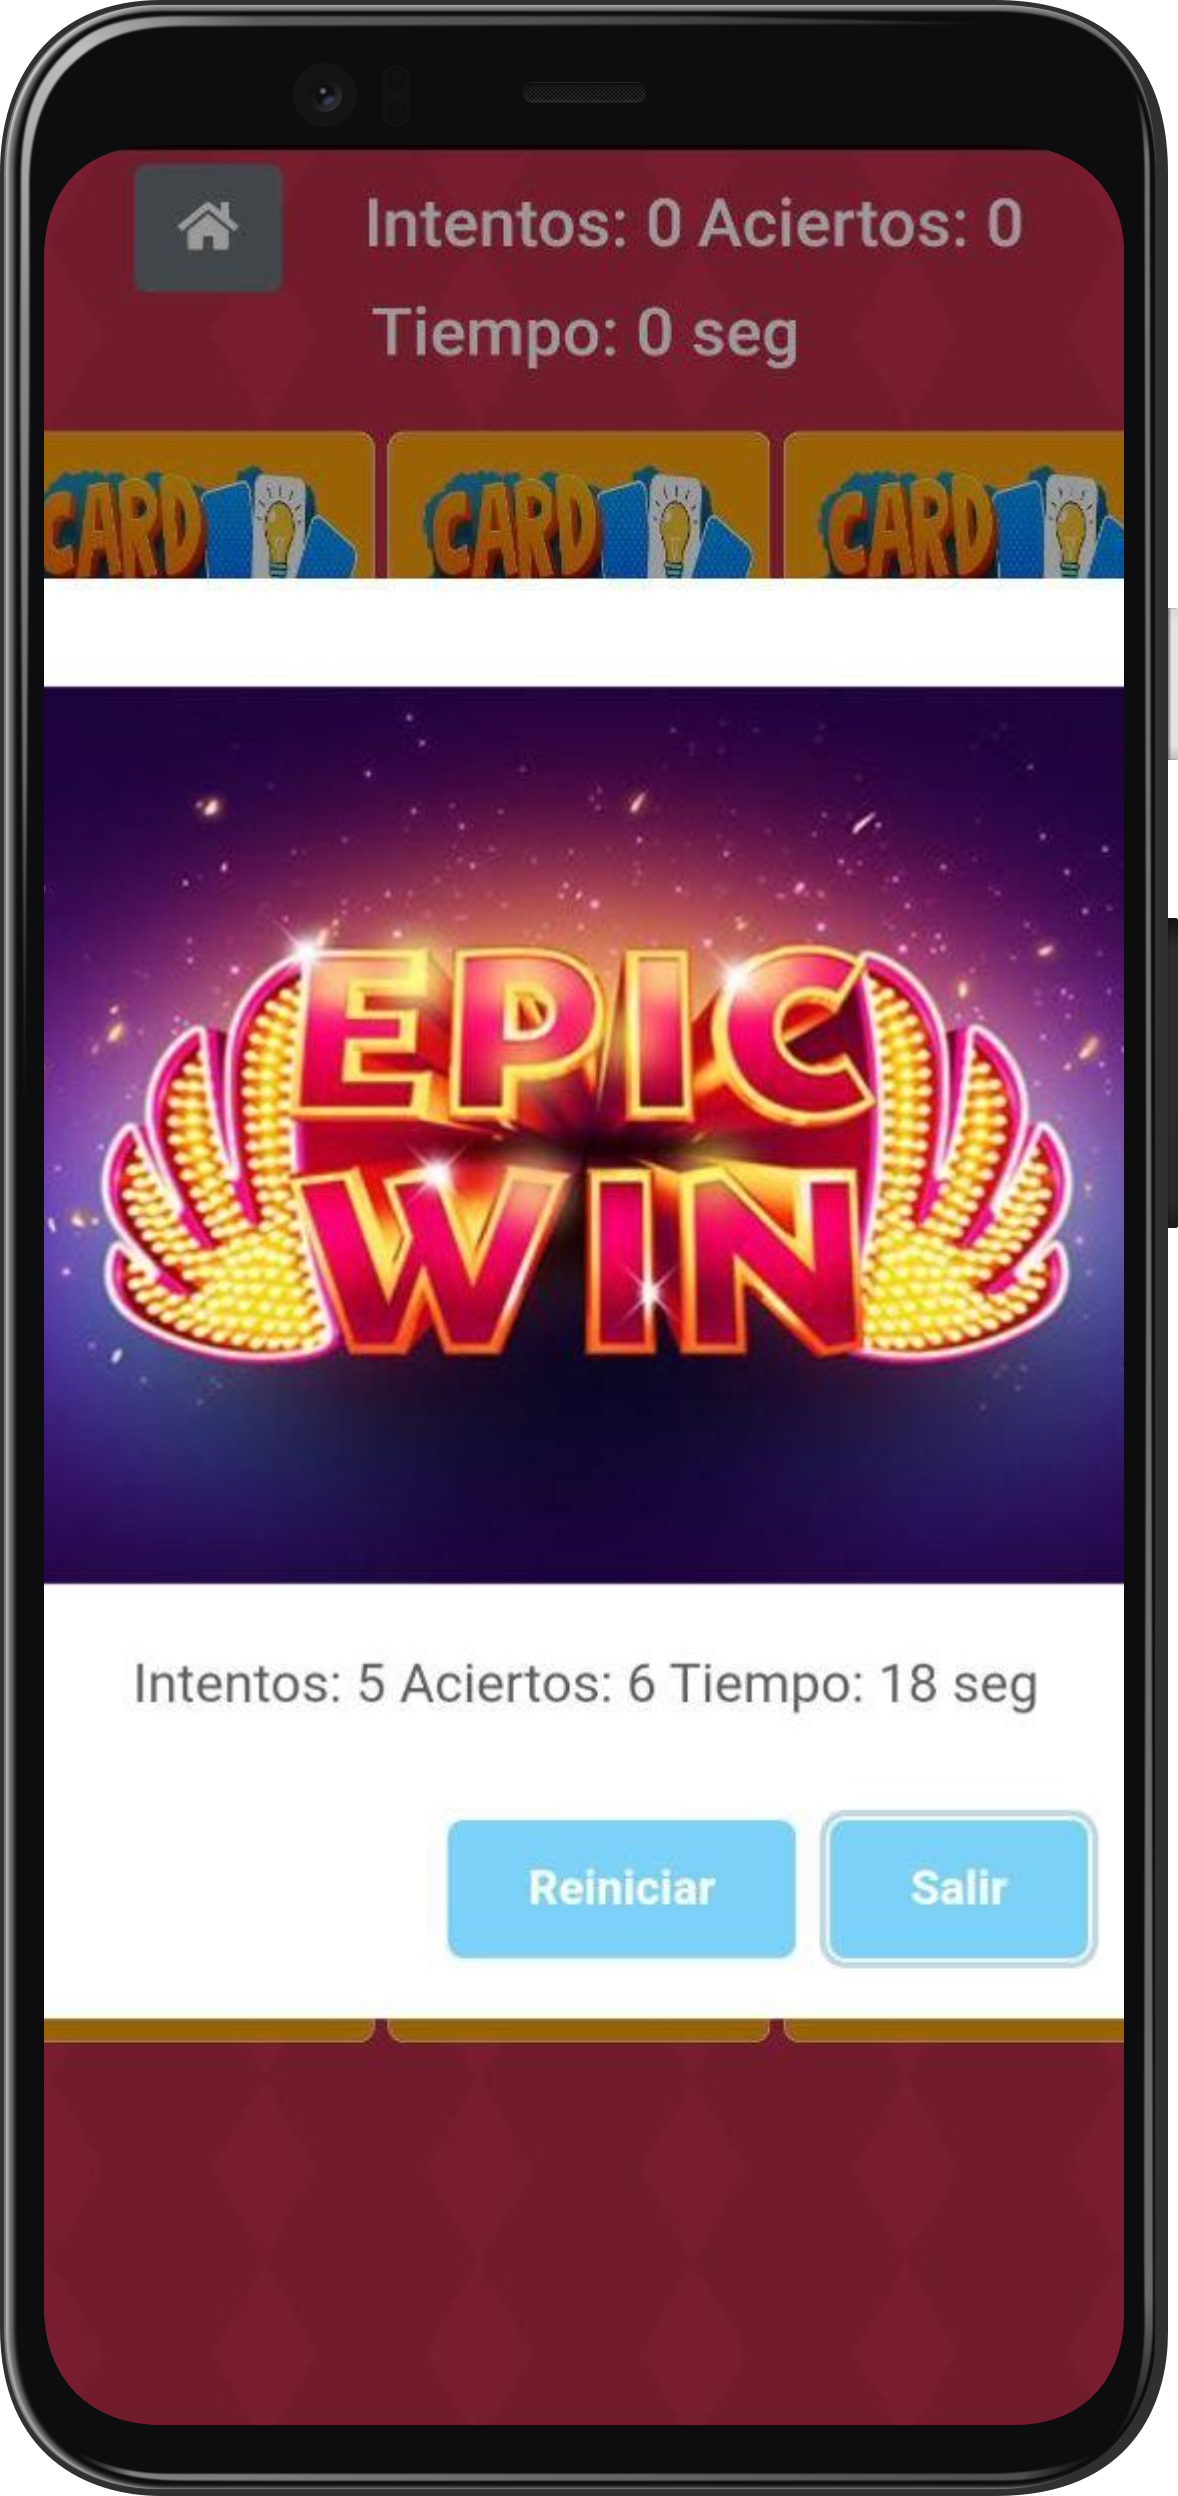 Intentos: 0 Aciertos: 0
Tiempo: 0 seg
CARD CARD CARD
EPIC
WIN
Intentos: 5 Aciertos: 6 Tiempo: 18 seg
Reiniciar Salir